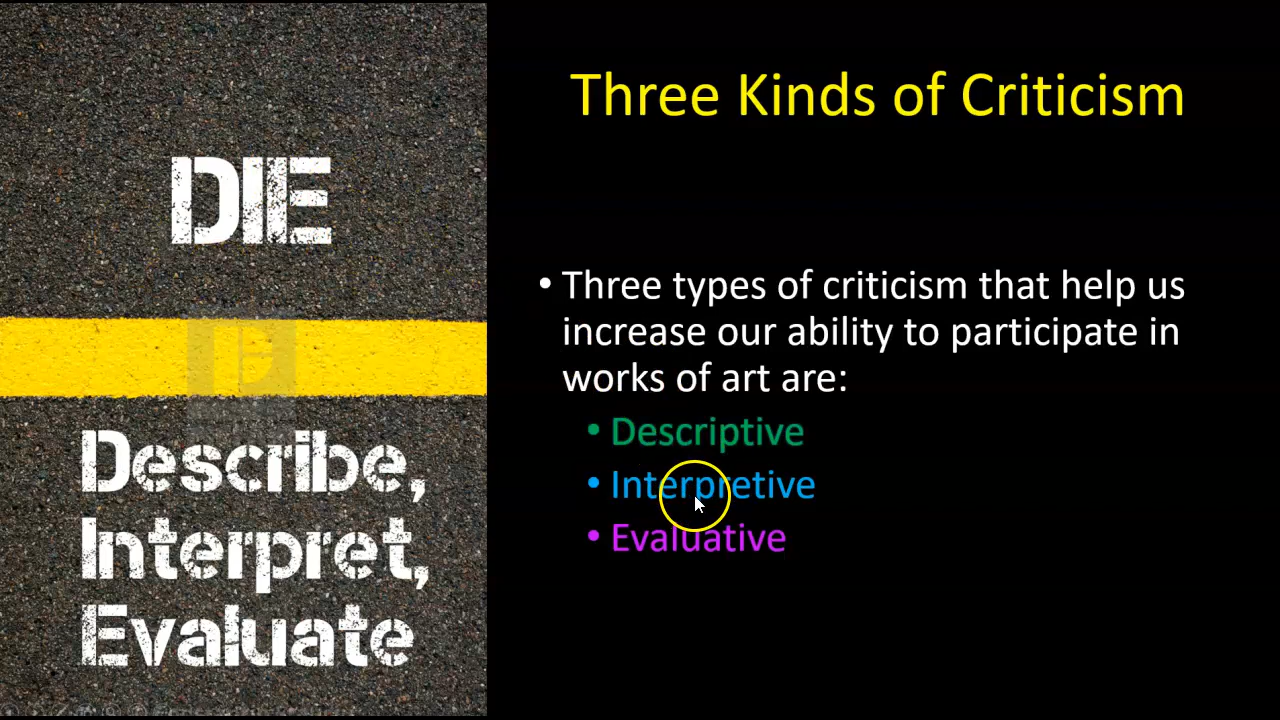 DIE
Describe,
Interpret,
Evaluate
Three Kinds of Criticism
• Three types of criticism that help us
increase our ability to participate in
works of art are:
• Descriptive
• Interpretive
• Evaluative